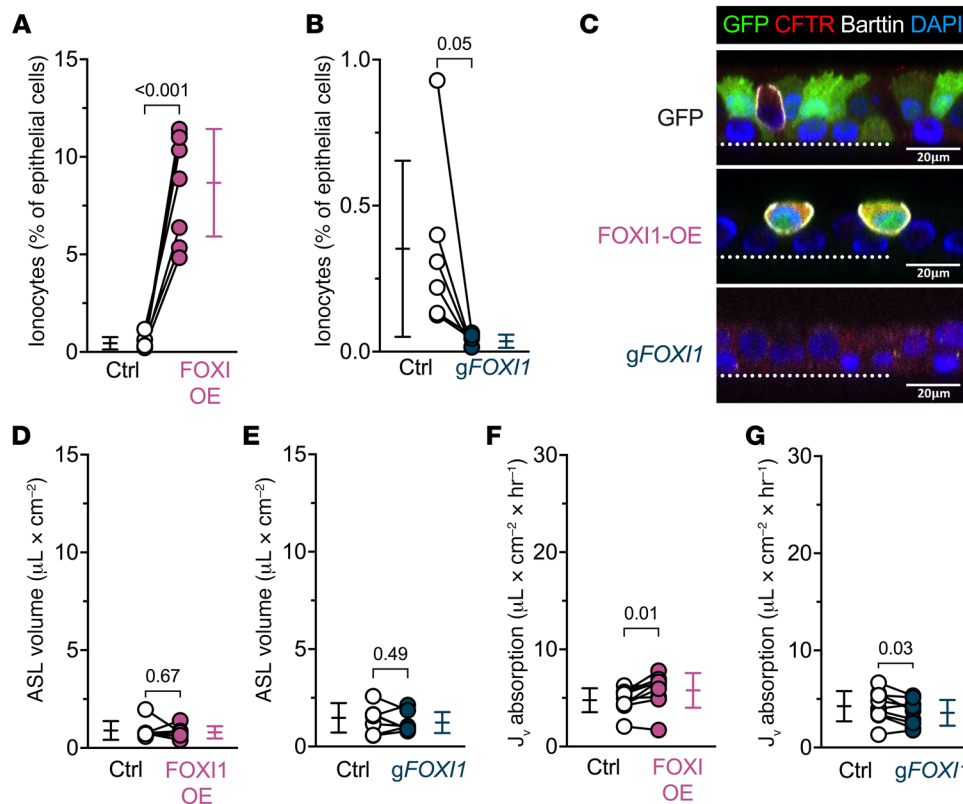 A
Ionocytes (% of epithelial cells)
15
10
5
0
<0.001
Ctrl
FOXI
OE
B
Ionocytes (% of epithelial cells)
1.0
0.5
0.0
0.05
Ctrl
gFOXI1
C
GFP CFTR Barttin DAPI
GFP
20μm
FOXI1-OE
20μm
gFOXI1
20μm
D
ASL volume (μL × cm⁻²)
15
10
5
0
0.67
Ctrl
FOXI1
OE
E
ASL volume (μL × cm⁻²)
15
10
5
0
0.49
Ctrl
gFOXI1
F
Jᵥ absorption (μL × cm⁻² × hr⁻¹)
30
20
10
0
0.01
Ctrl
FOXI
OE
G
Jᵥ absorption (μL × cm⁻² × hr⁻¹)
30
20
10
0
0.03
Ctrl
gFOXI1